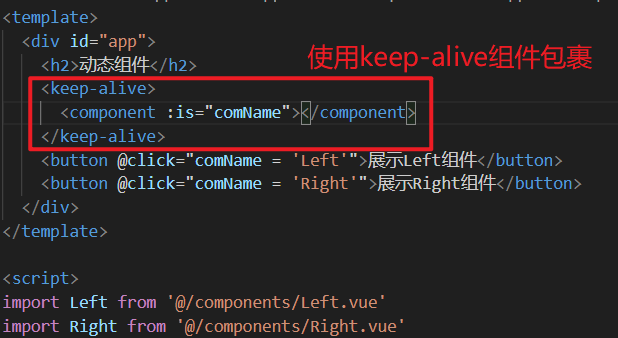 <template>
<div id="app">
<h2>动态组件</h2>
使用keep-alive组件包裹
<keep-alive>
<component :is="comName"></component>
</keep-alive>
<button @click="comName = 'Left'">展示Left组件</button>
<button @click="comName = 'Right'">展示Right组件</button>
</div>
</template>
<script>
import Left from '@/components/Left.vue'
import Right from '@/components/Right.vue'